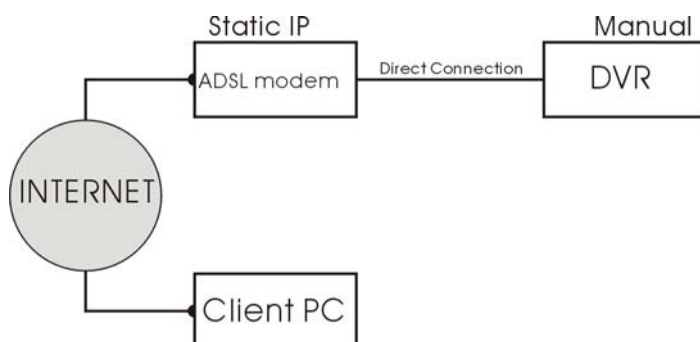 Static IP
Manual
ADSL modem
Direct Connection
DVR
INTERNET
Client PC